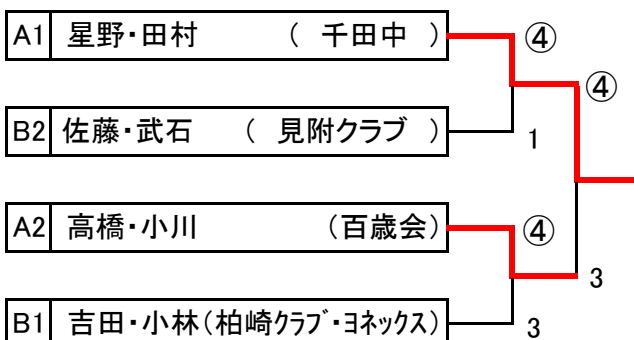 A1 星野・田村 ( 千田中 ) ④
④
B2 佐藤・武石 ( 見附クラブ ) 1
A2 高橋・小川 (百歳会) ④
3
B1 吉田・小林(柏崎ｸﾗﾌﾞ・ﾖﾈｯｸｽ) 3